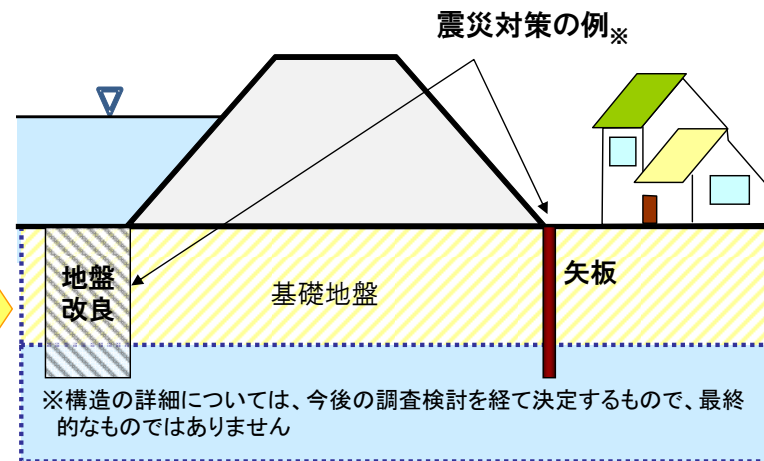 震災対策の例※
地盤
改良
基礎地盤
矢板
※構造の詳細については、今後の調査検討を経て決定するもので、最終
的なものではありません